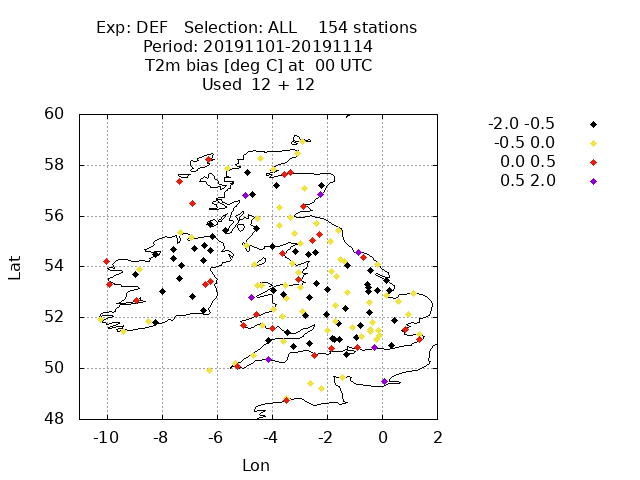 Exp: DEF   Selection: ALL    154 stations
Period: 20191101-20191114
T2m bias [deg C] at  00 UTC
Used  12 + 12
-2.0 -0.5
-0.5 0.0
0.0 0.5
0.5 2.0
60
58
56
54
52
50
48
Lat
-10 -8 -6 -4 -2 0 2
Lon